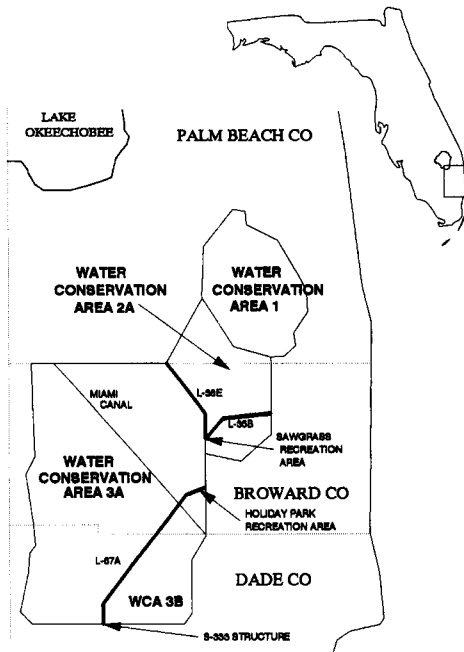 LAKE
OKEECHOBEE
PALM BEACH CO
WATER
CONSERVATION
AREA 2A
WATER
CONSERVATION
AREA 1
MIAMI
CANAL
L-38E
L-35B
SAWGRASS
RECREATION
AREA
WATER
CONSERVATION
AREA 3A
BROWARD CO
HOLIDAY PARK
RECREATION AREA
L-67A
WCA 3B
DADE CO
S-333 STRUCTURE